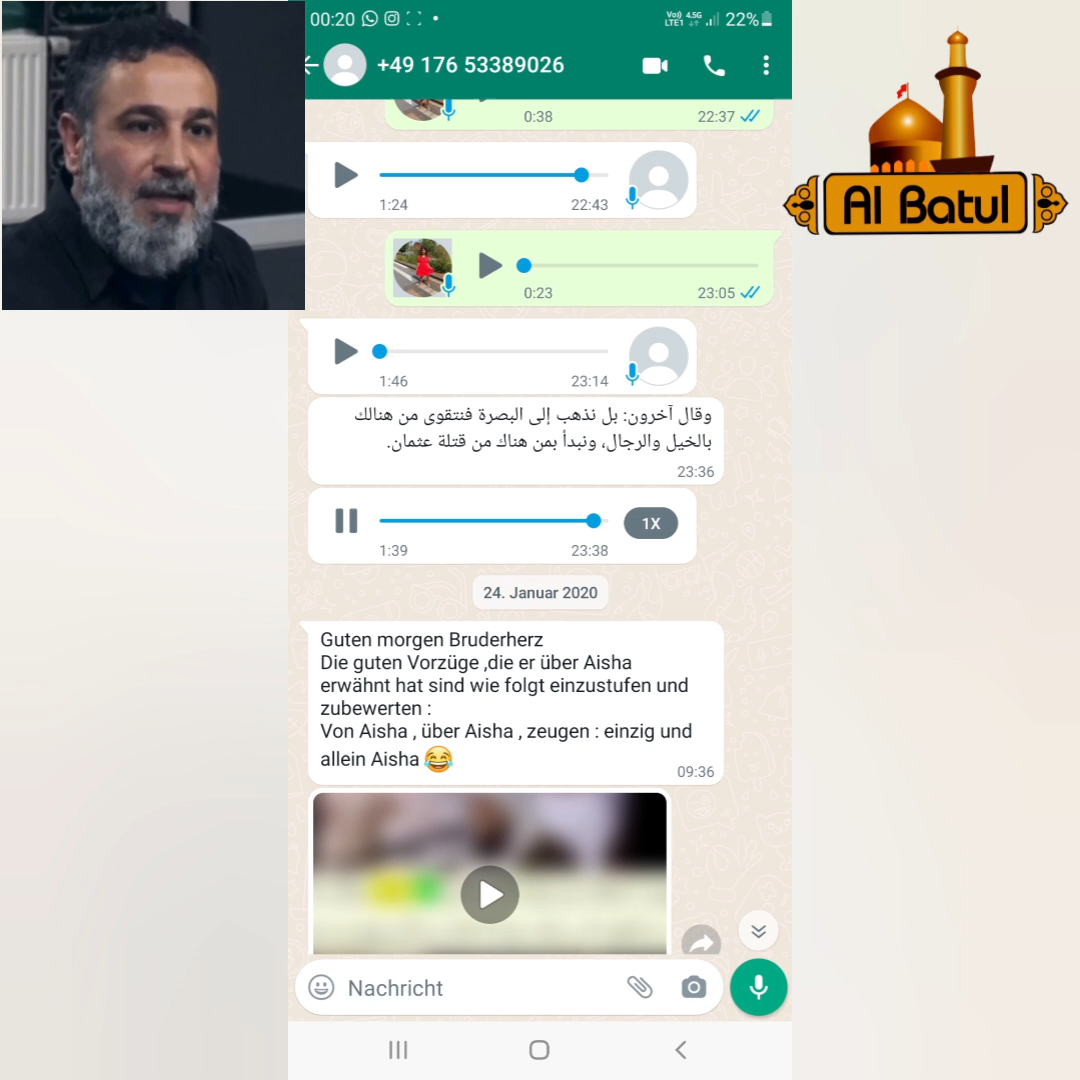 00:20
Vo)) 4.5G
LTE1
22%
+49 176 53389026
0:38 22:37
1:24 22:43
Al Batul
0:23 23:05
1:46 23:14
وقال آخرون: بل نذهب إلى البصرة فنتقوى من هنالك
بالخيل والرجال، ونبدأ بمن هناك من قتلة عثمان.
23:36
1X
1:39 23:38
24. Januar 2020
Guten morgen Bruderherz
Die guten Vorzüge ,die er über Aisha
erwähnt hat sind wie folgt einzustufen und
zubewerten :
Von Aisha , über Aisha , zeugen : einzig und
allein Aisha 😂
09:36
Nachricht